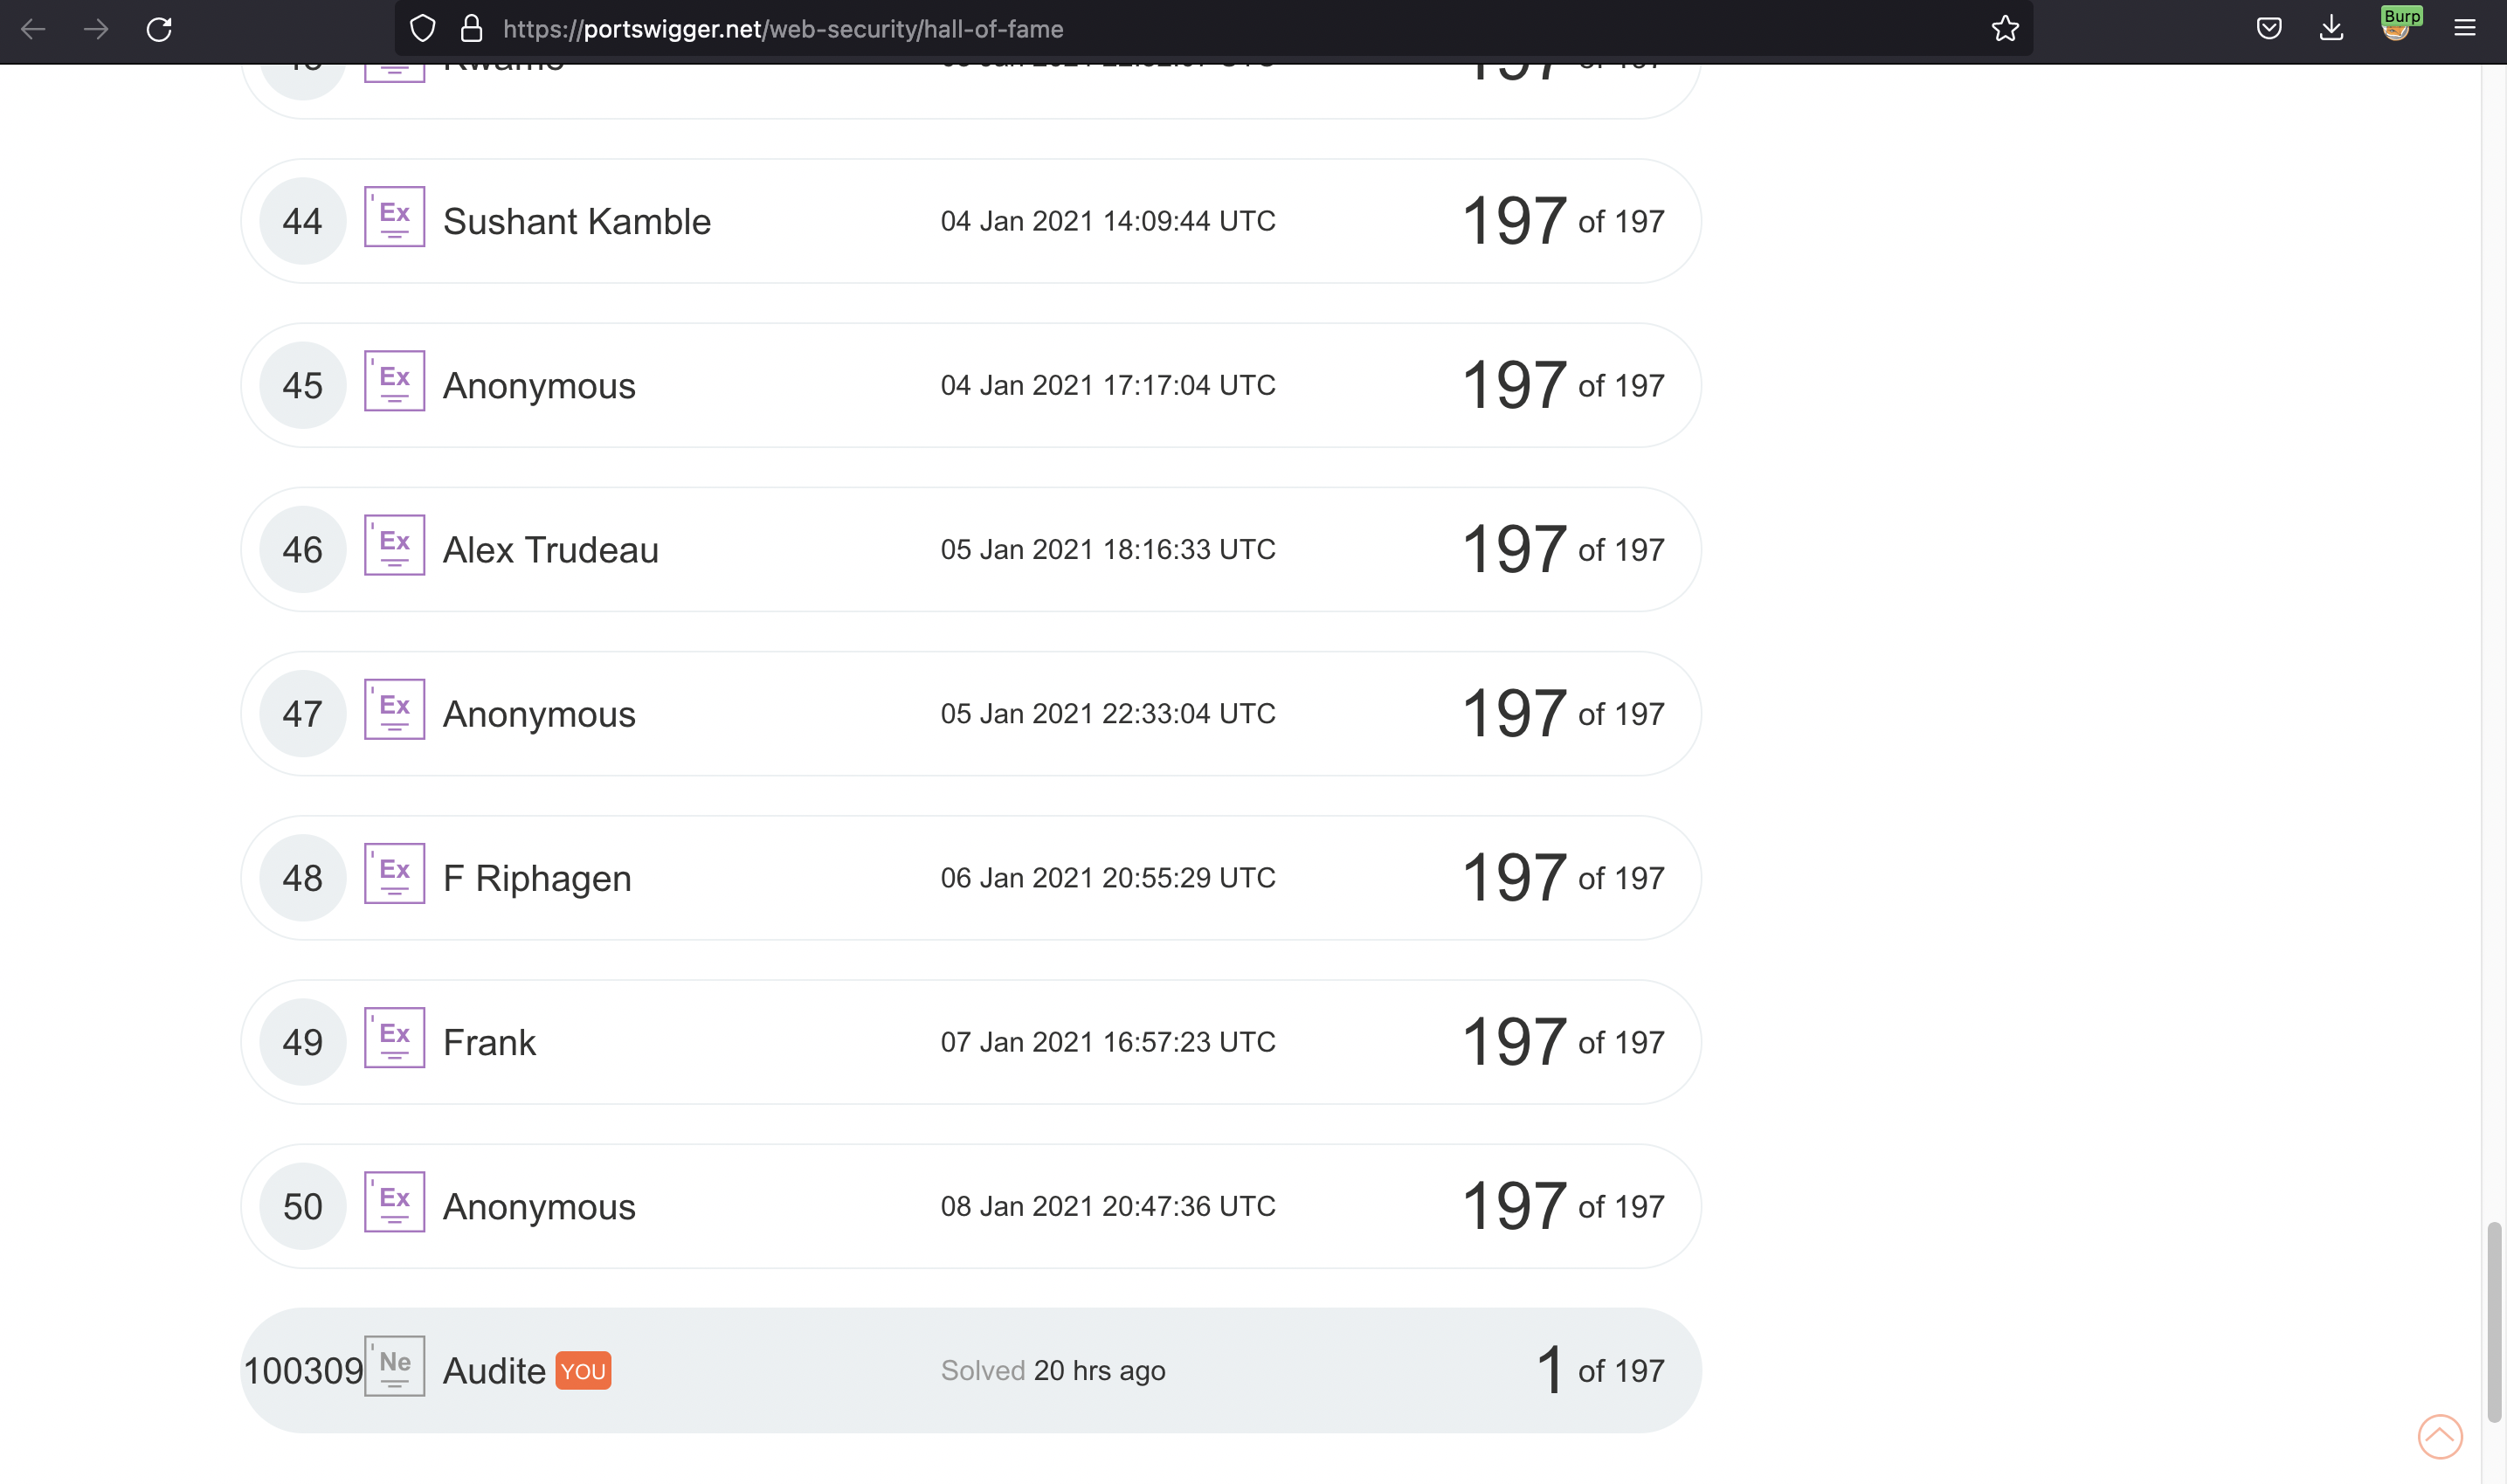 Burp
https://portswigger.net/web-security/hall-of-fame
197 of 197
44 Ex Sushant Kamble 04 Jan 2021 14:09:44 UTC 197 of 197
45 Ex Anonymous 04 Jan 2021 17:17:04 UTC 197 of 197
46 Ex Alex Trudeau 05 Jan 2021 18:16:33 UTC 197 of 197
47 Ex Anonymous 05 Jan 2021 22:33:04 UTC 197 of 197
48 Ex F Riphagen 06 Jan 2021 20:55:29 UTC 197 of 197
49 Ex Frank 07 Jan 2021 16:57:23 UTC 197 of 197
50 Ex Anonymous 08 Jan 2021 20:47:36 UTC 197 of 197
100309 Ne Audite YOU Solved 20 hrs ago 1 of 197